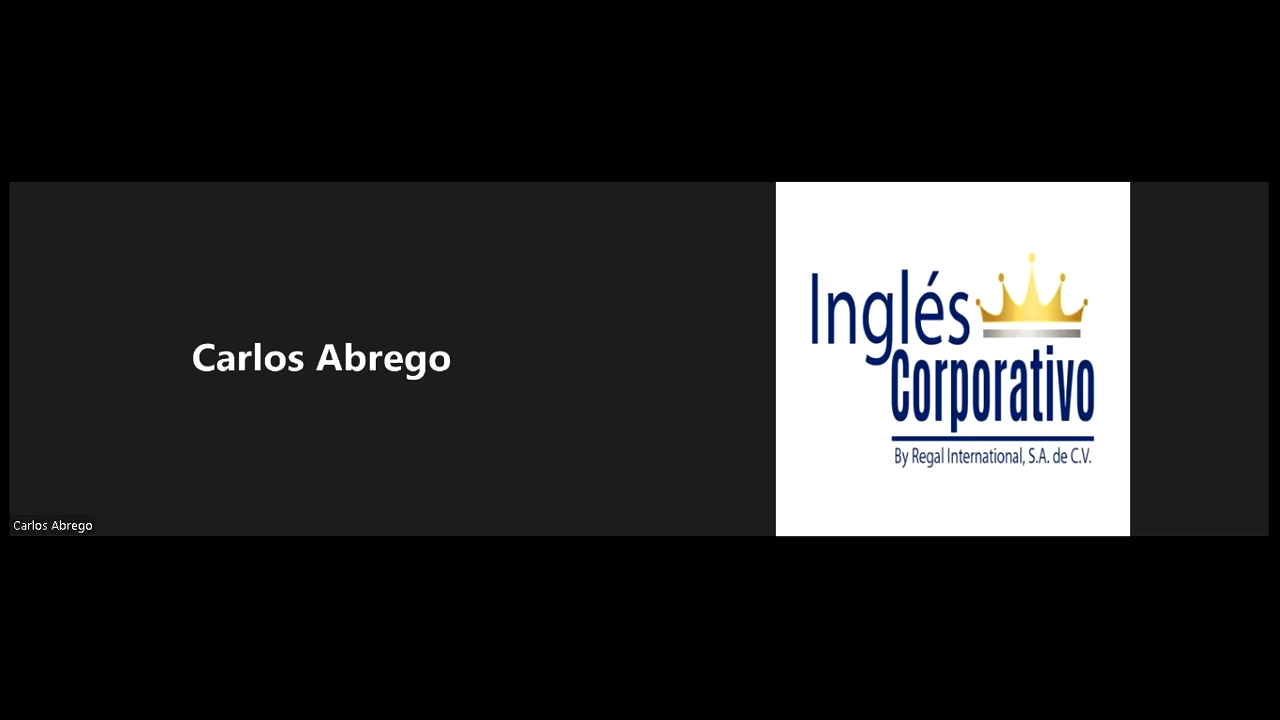 Carlos Abrego
Carlos Abrego
Inglés
Corporativo
By Regal International, S.A. de C.V.